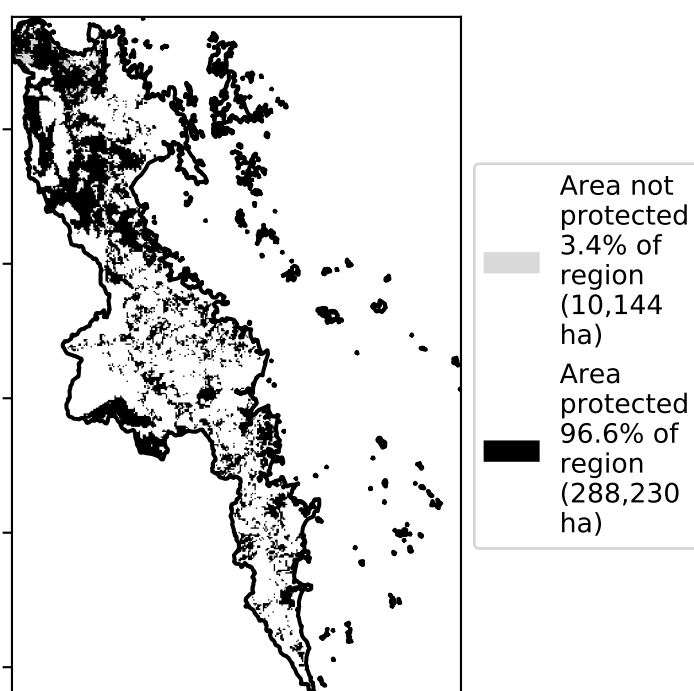 Area not
protected
3.4% of
region
(10,144
ha)
Area
protected
96.6% of
region
(288,230
ha)